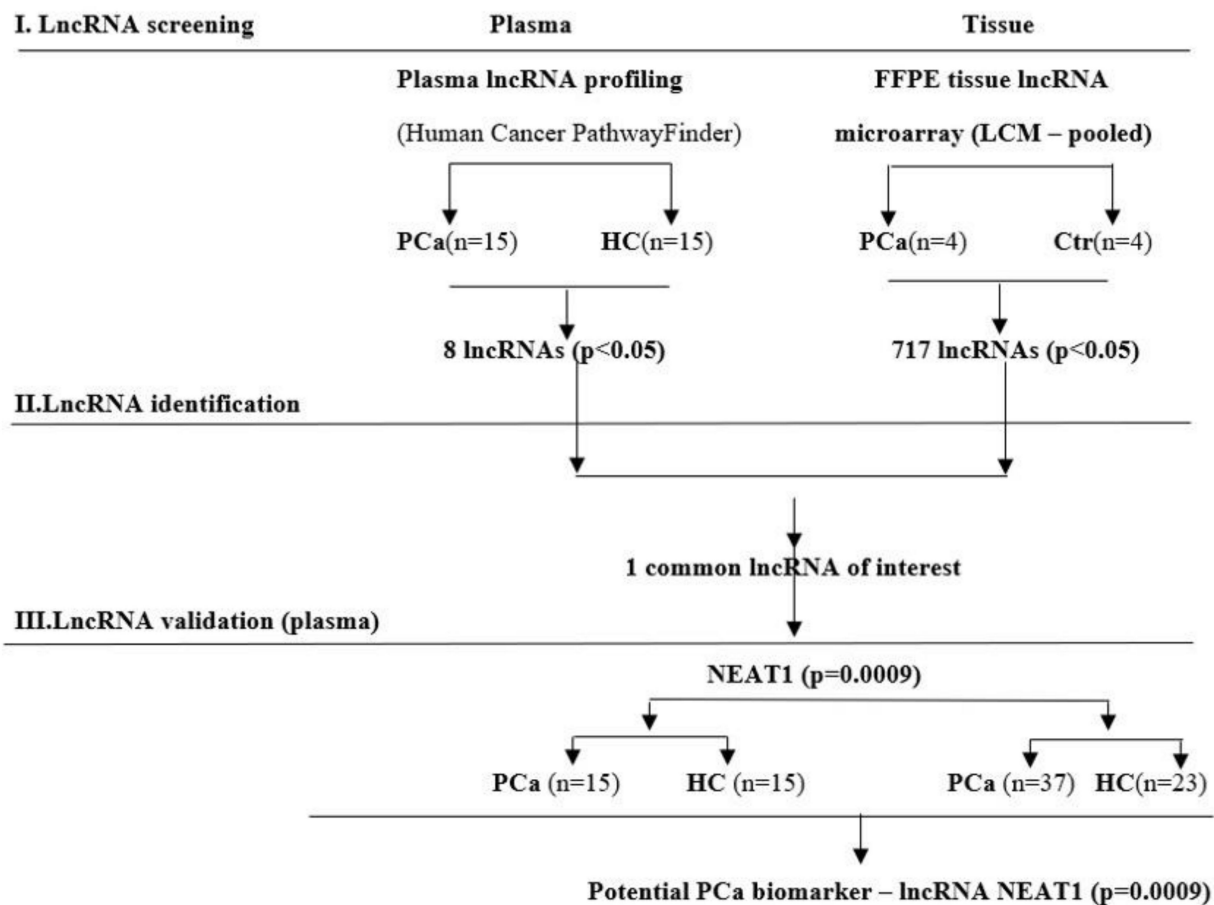 I. LncRNA screening Plasma Tissue
Plasma lncRNA profiling FFPE tissue lncRNA
(Human Cancer PathwayFinder) microarray (LCM – pooled)
PCa(n=15) HC(n=15) PCa(n=4) Ctr(n=4)
8 lncRNAs (p<0.05) 717 lncRNAs (p<0.05)
II.LncRNA identification
1 common lncRNA of interest
III.LncRNA validation (plasma)
NEAT1 (p=0.0009)
PCa (n=15) HC (n=15) PCa (n=37) HC(n=23)
Potential PCa biomarker – lncRNA NEAT1 (p=0.0009)